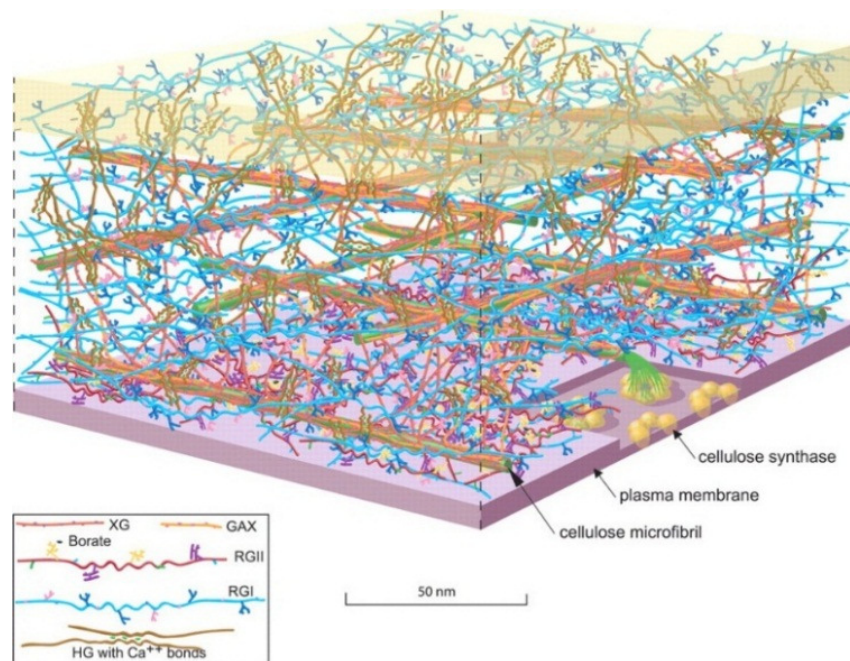 cellulose synthase
plasma membrane
cellulose microfibril
XG
GAX
- Borate
RGII
RGI
HG with Ca++ bonds
50 nm